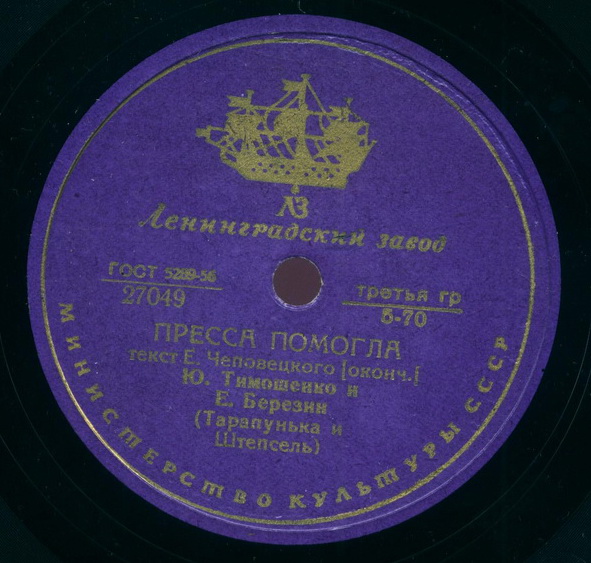 ЛЗ
Ленинградский завод
ГОСТ 5289-56
27049
третья гр
5-70
ПРЕССА ПОМОГЛА
текст Е. Чеповецкого [оконч.[
Ю. Тимошенко и
Е. Березин
(Тарапунька и
Штепсель)
МИНИСТЕРСТВО КУЛЬТУРЫ СССР